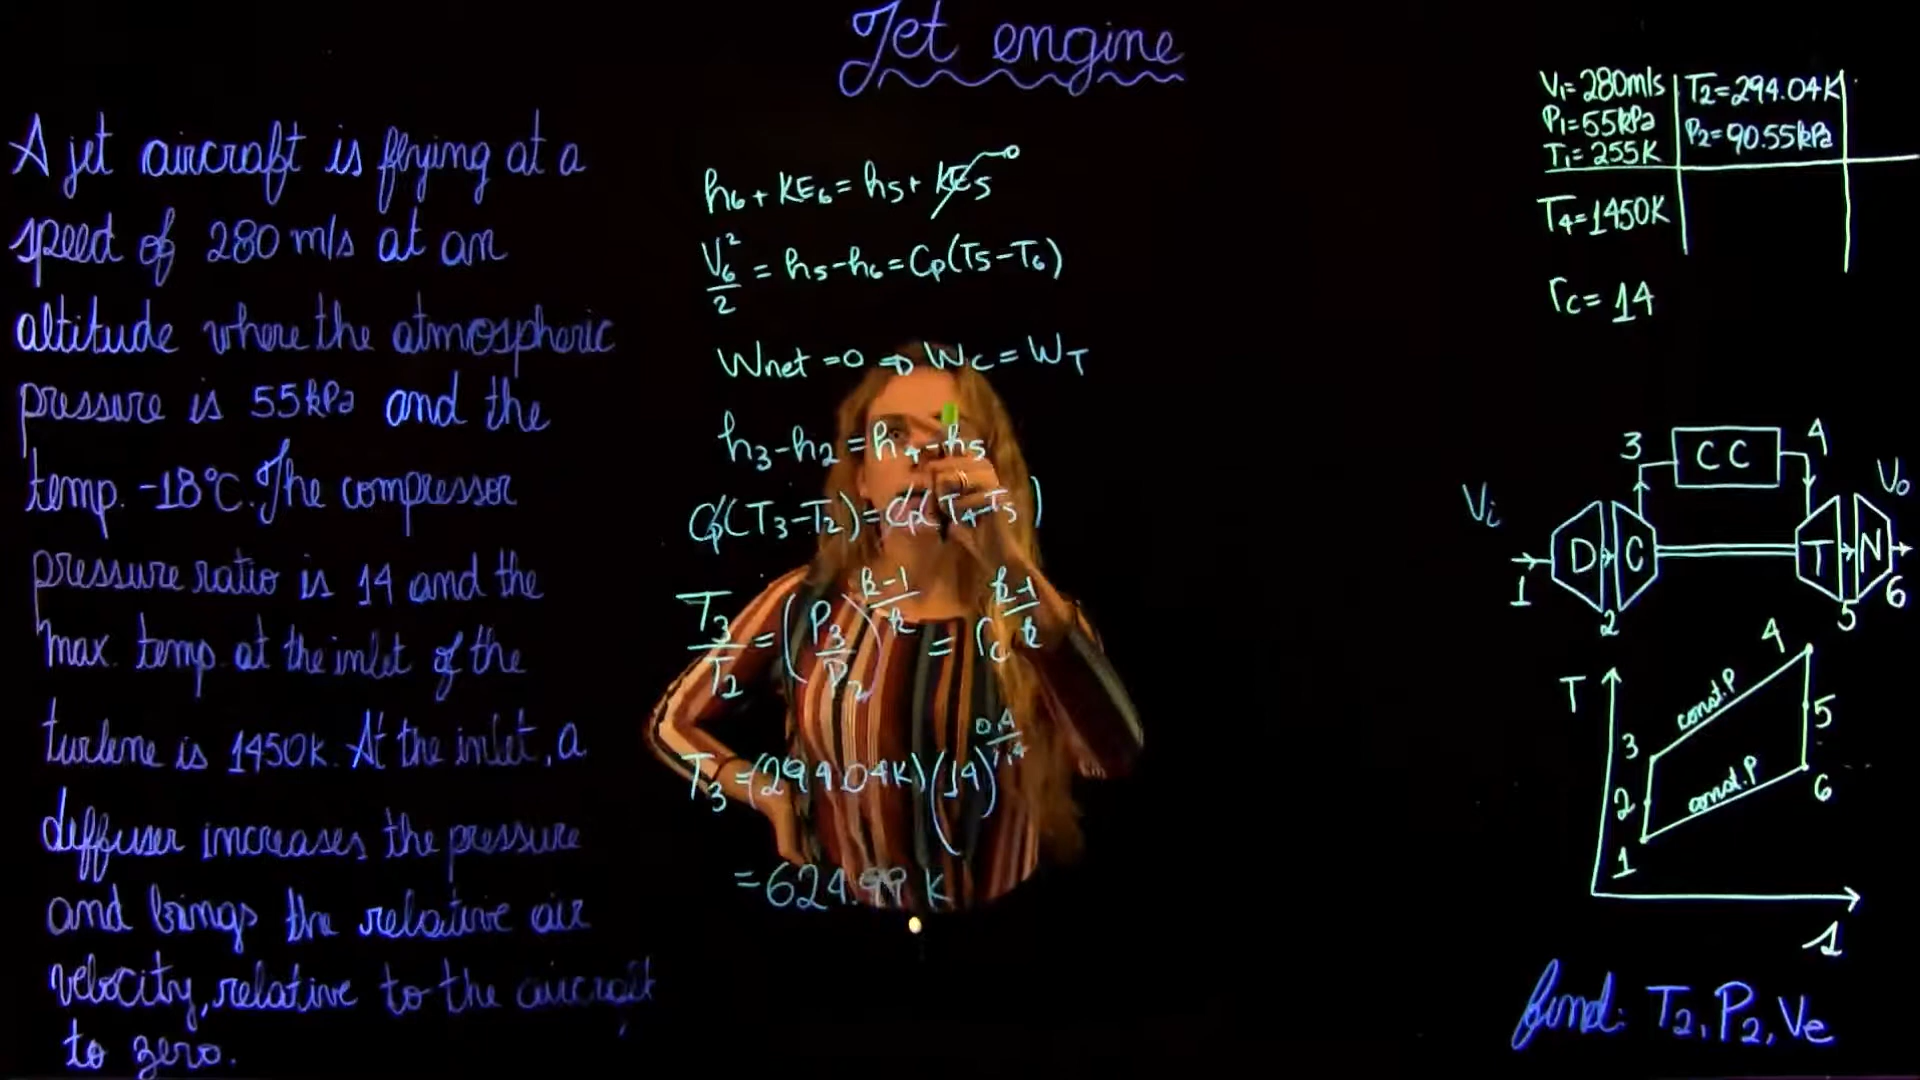 Jet engine
A jet aircraft is flying at a
speed of 280 m/s at an
altitude where the atmospheric
pressure is 55kPa and the
temp. -18°C. The compressor
pressure ratio is 14 and the
max. temp at the inlet of the
turbine is 1450K. At the inlet, a
diffuser increases the pressure
and brings the relative air
velocity, relative to the aircraft
to zero.
h6 + KE6 = h5 + KE5 → 0
V6²/2 = h5-h6 = Cp(T5-T6)
Wnet = 0 ⇒ Wc = WT
h3-h2 = h4-h5
Cp(T3-T2) = Cp(T4-T5)
T3/T2 = (P3/P2)^((k-1)/k) = rc^((k-1)/k)
T3 = (294.04K)(14)^(0.4/1.4)
= 624.99 K
V1= 280m/s
P1= 55kPa
T1= 255K
T2=294.04K
P2=90.55kPa
T4=1450K
rc= 14
3 CC 4
Vi Vo
1 D C T N 6
2 5
T
4
const. P
5
3
2
const. P
6
1
s
find: T2, P2, Ve